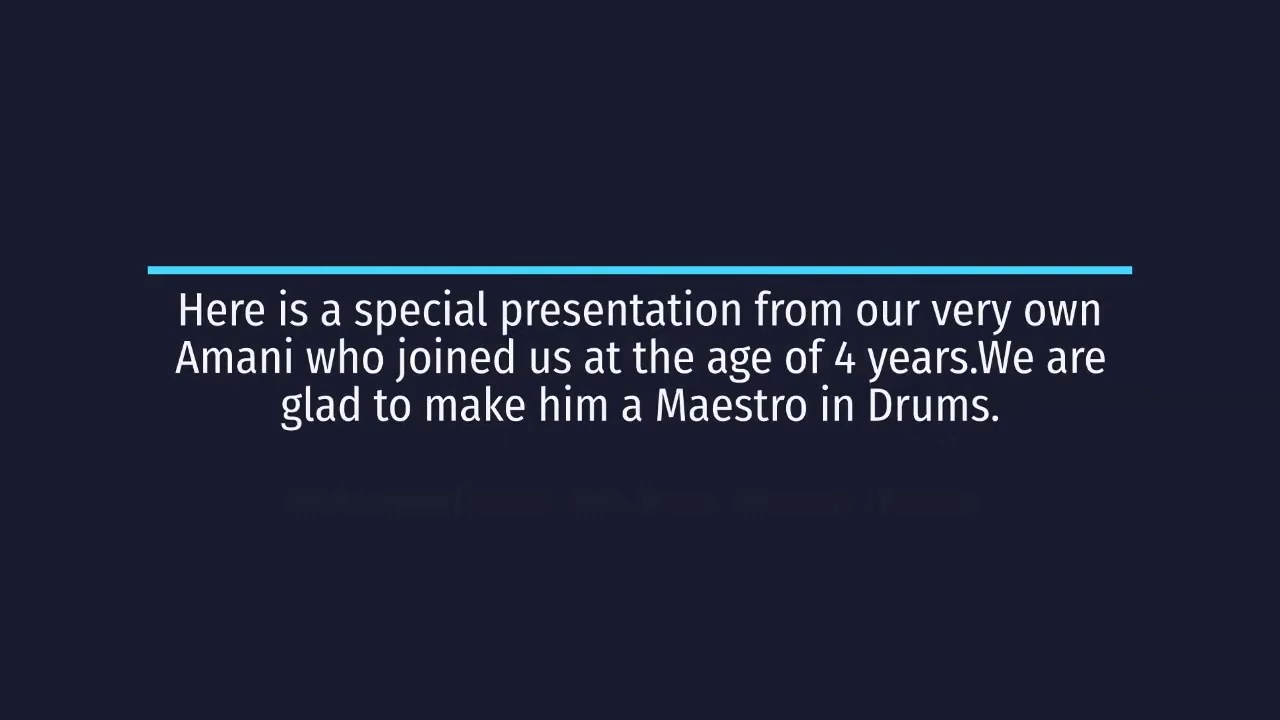 Here is a special presentation from our very own
Amani who joined us at the age of 4 years.We are
glad to make him a Maestro in Drums.